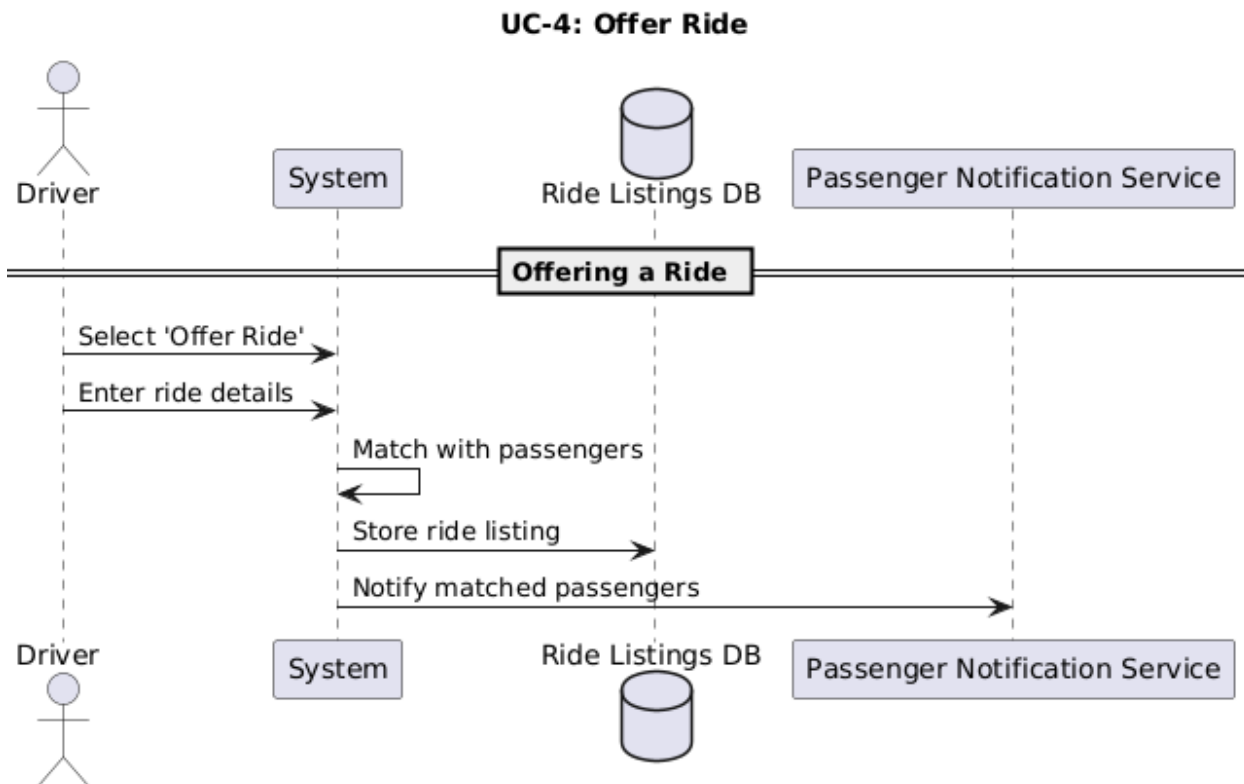 UC-4: Offer Ride
Driver
System
Ride Listings DB
Passenger Notification Service
Offering a Ride
Select 'Offer Ride'
Enter ride details
Match with passengers
Store ride listing
Notify matched passengers
Driver
System
Ride Listings DB
Passenger Notification Service